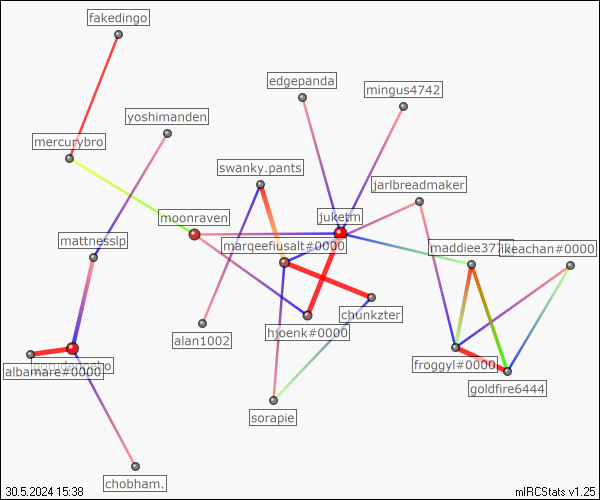 fakedingo
edgepanda
mingus4742
yoshimanden
mercurybro
swanky.pants
jarlbreadmaker
moonraven
juketm
mattnesslp
marqeeflusalt#0000
maddiee377
ikeachan#0000
chunkzter
hjoenk#0000
alan1002
froggyl#0000
albamare#0000
goldfire6444
sorapie
chobham.
30.5.2024 15:38
mIRCStats v1.25